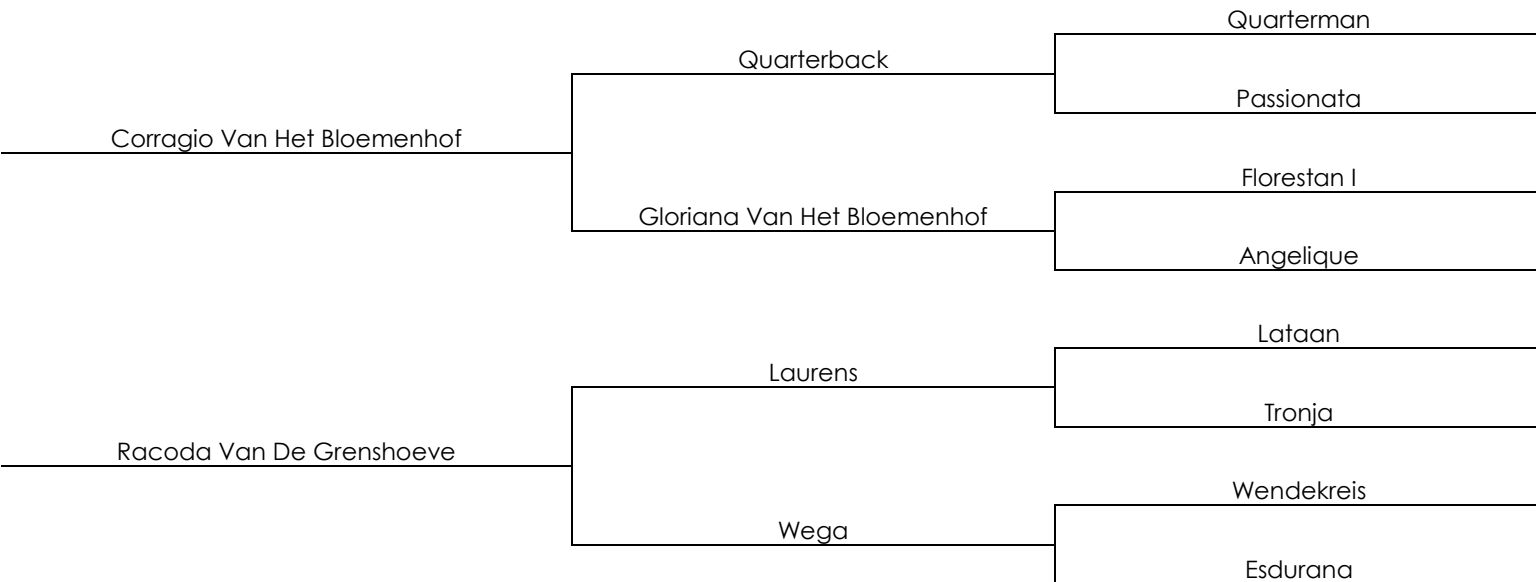 Quarterman
Quarterback
Passionata
Corragio Van Het Bloemenhof
Florestan I
Gloriana Van Het Bloemenhof
Angelique
Lataan
Laurens
Tronja
Racoda Van De Grenshoeve
Wendekreis
Wega
Esdurana